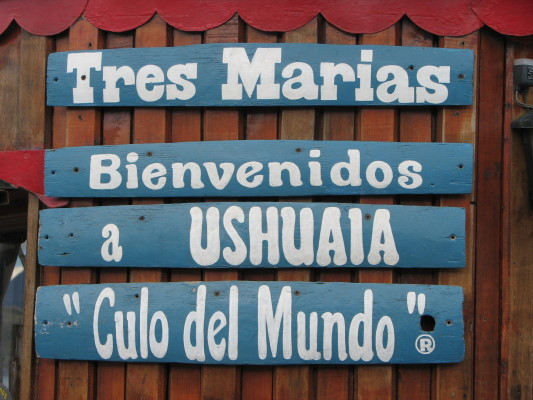 Tres Marias
Bienvenidos
a USHUAIA
"Culo del Mundo" ®